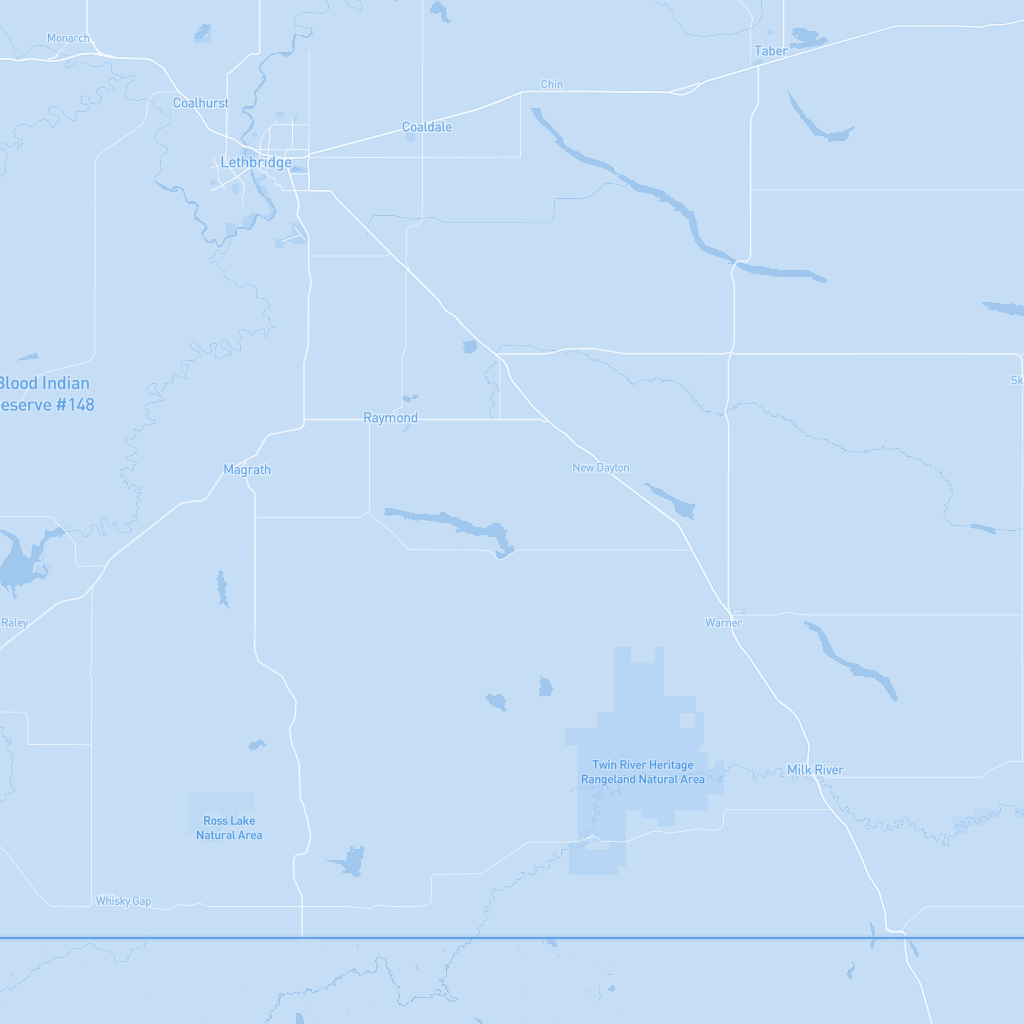 Monarch
Taber
Chin
Coalhurst
Coaldale
Lethbridge
Blood Indian
eserve #148
Sk
Raymond
Magrath
New Dayton
Raley
Warner
Twin River Heritage
Rangeland Natural Area
Milk River
Ross Lake
Natural Area
Whisky Gap